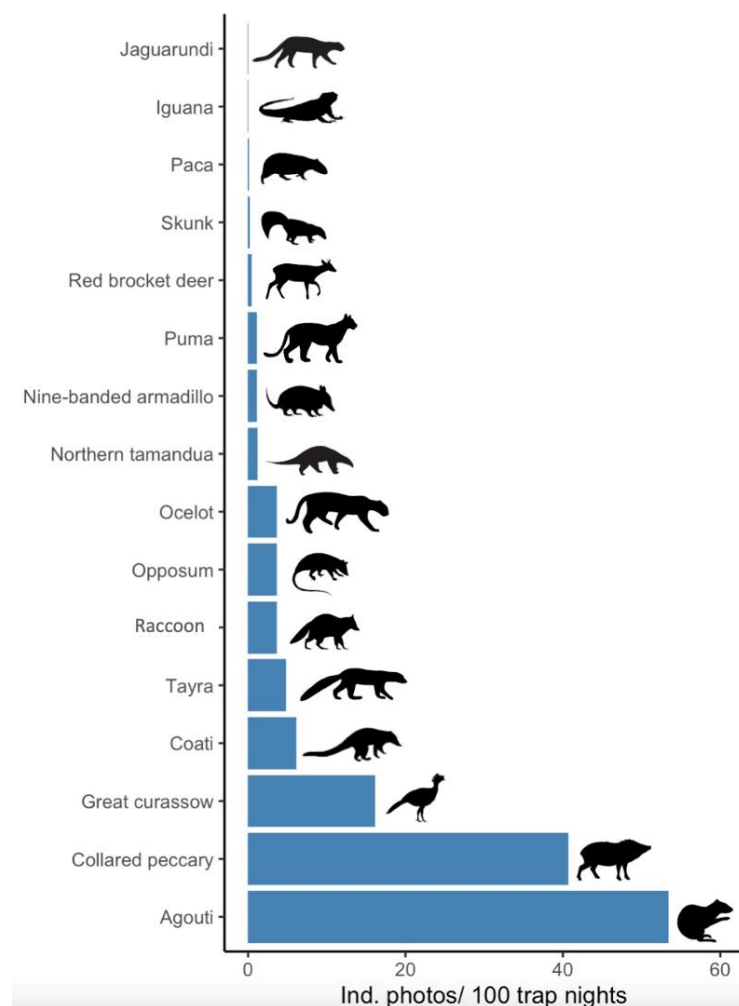 Jaguarundi
Iguana
Paca
Skunk
Red brocket deer
Puma
Nine-banded armadillo
Northern tamandua
Ocelot
Opposum
Raccoon
Tayra
Coati
Great curassow
Collared peccary
Agouti
0 20 40 60
Ind. photos/ 100 trap nights